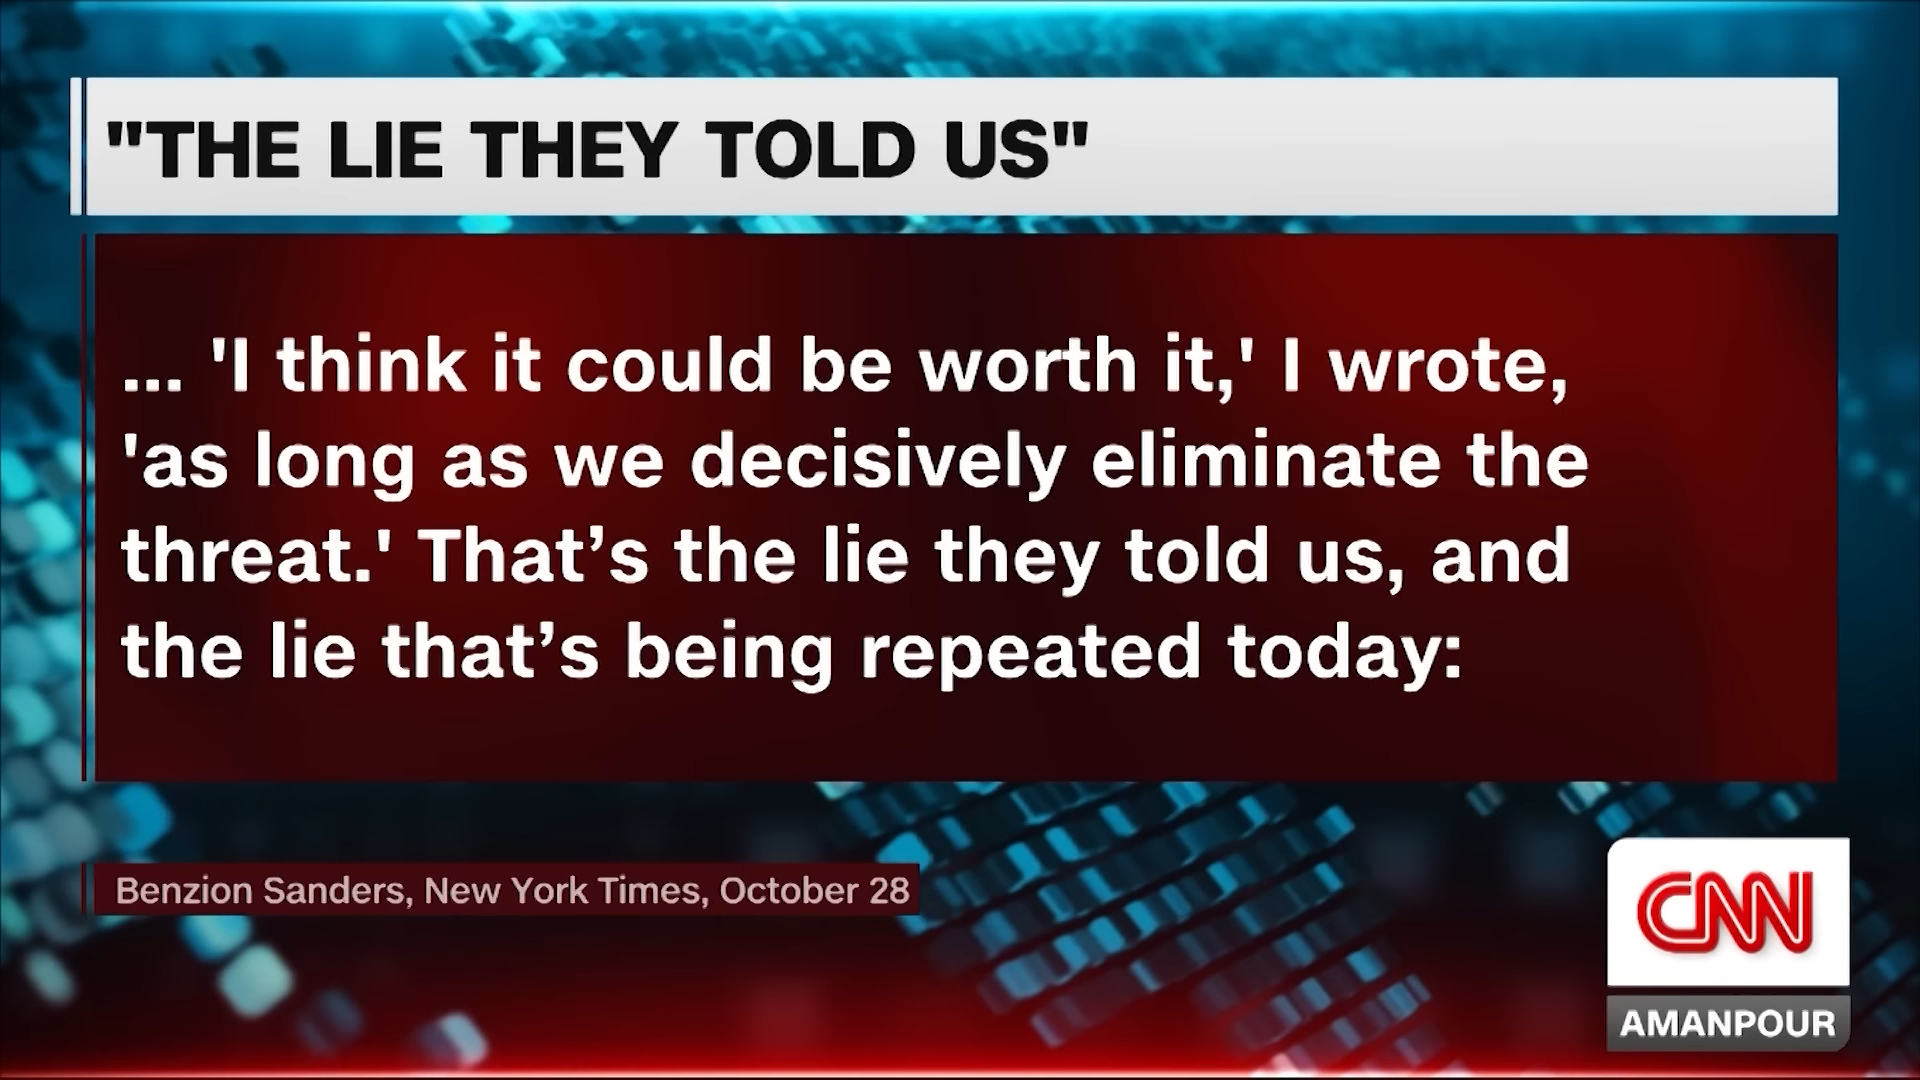 "THE LIE THEY TOLD US"
... 'I think it could be worth it,' I wrote,
'as long as we decisively eliminate the
threat.' That’s the lie they told us, and
the lie that’s being repeated today:
Benzion Sanders, New York Times, October 28
CNN
AMANPOUR